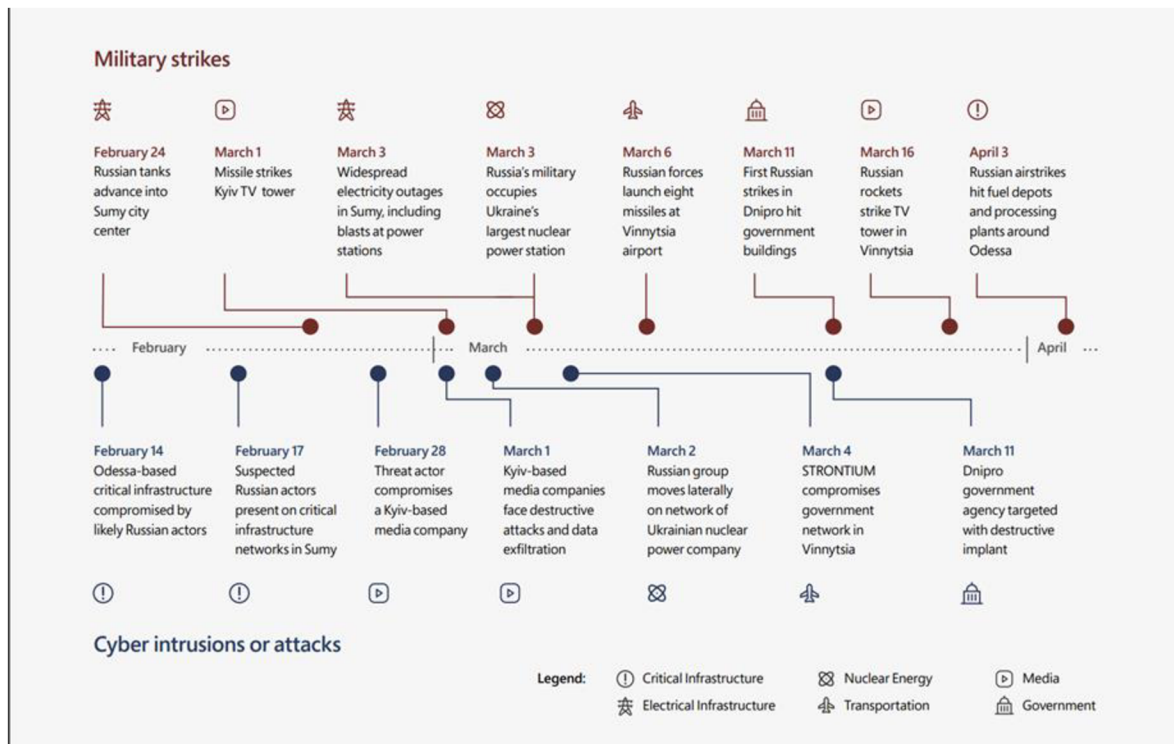 Military strikes
February 24
Russian tanks
advance into
Sumy city
center
March 1
Missile strikes
Kyiv TV tower
March 3
Widespread
electricity outages
in Sumy, including
blasts at power
stations
March 3
Russia's military
occupies
Ukraine's
largest nuclear
power station
March 6
Russian forces
launch eight
missiles at
Vinnytsia
airport
March 11
First Russian
strikes in
Dnipro hit
government
buildings
March 16
Russian
rockets
strike TV
tower in
Vinnytsia
April 3
Russian airstrikes
hit fuel depots
and processing
plants around
Odessa
February
March
April
February 14
Odessa-based
critical infrastructure
compromised by
likely Russian actors
February 17
Suspected
Russian actors
present on critical
infrastructure
networks in Sumy
February 28
Threat actor
compromises
a Kyiv-based
media company
March 1
Kyiv-based
media companies
face destructive
attacks and data
exfiltration
March 2
Russian group
moves laterally
on network of
Ukrainian nuclear
power company
March 4
STRONTIUM
compromises
government
network in
Vinnytsia
March 11
Dnipro
government
agency targeted
with destructive
implant
Cyber intrusions or attacks
Legend:
Critical Infrastructure
Nuclear Energy
Media
Electrical Infrastructure
Transportation
Government